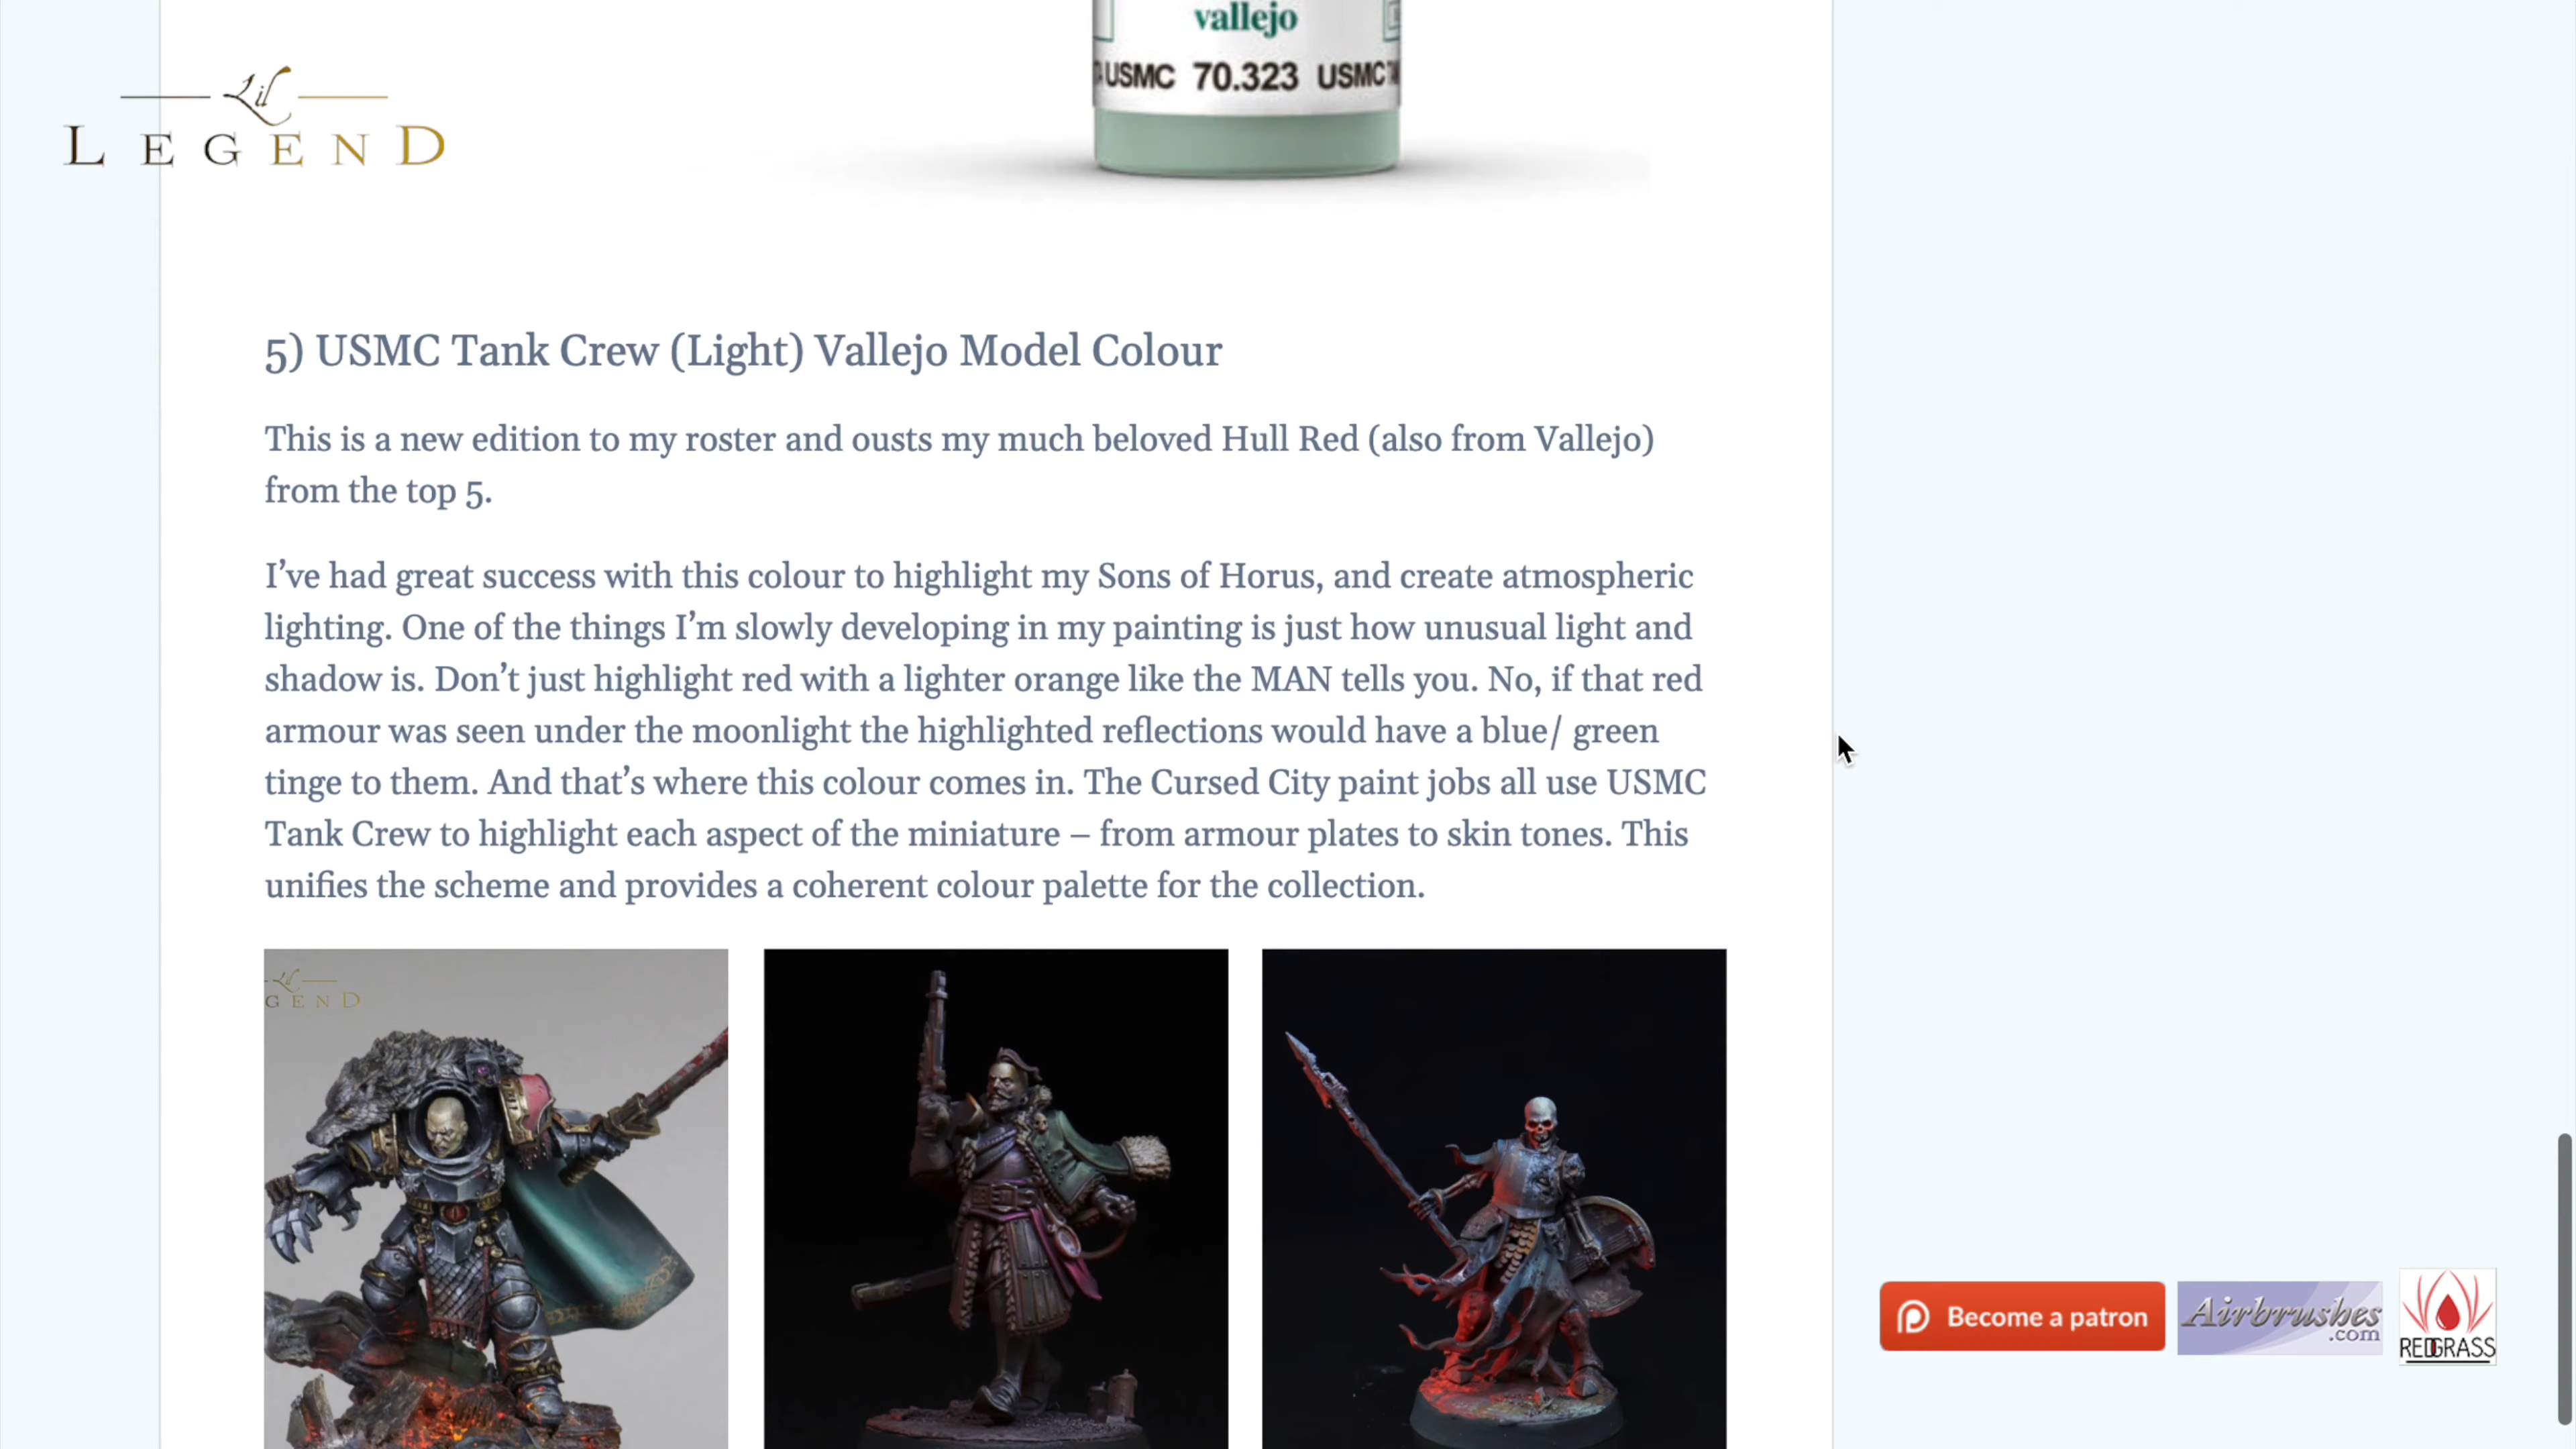 vallejo
USMC 70.323 USMC
Lil
LEGEND
5) USMC Tank Crew (Light) Vallejo Model Colour
This is a new edition to my roster and ousts my much beloved Hull Red (also from Vallejo)
from the top 5.
I’ve had great success with this colour to highlight my Sons of Horus, and create atmospheric
lighting. One of the things I’m slowly developing in my painting is just how unusual light and
shadow is. Don’t just highlight red with a lighter orange like the MAN tells you. No, if that red
armour was seen under the moonlight the highlighted reflections would have a blue/ green
tinge to them. And that’s where this colour comes in. The Cursed City paint jobs all use USMC
Tank Crew to highlight each aspect of the miniature – from armour plates to skin tones. This
unifies the scheme and provides a coherent colour palette for the collection.
Lil
GEND
Become a patron
Airbrushes
.com
REDGRASS